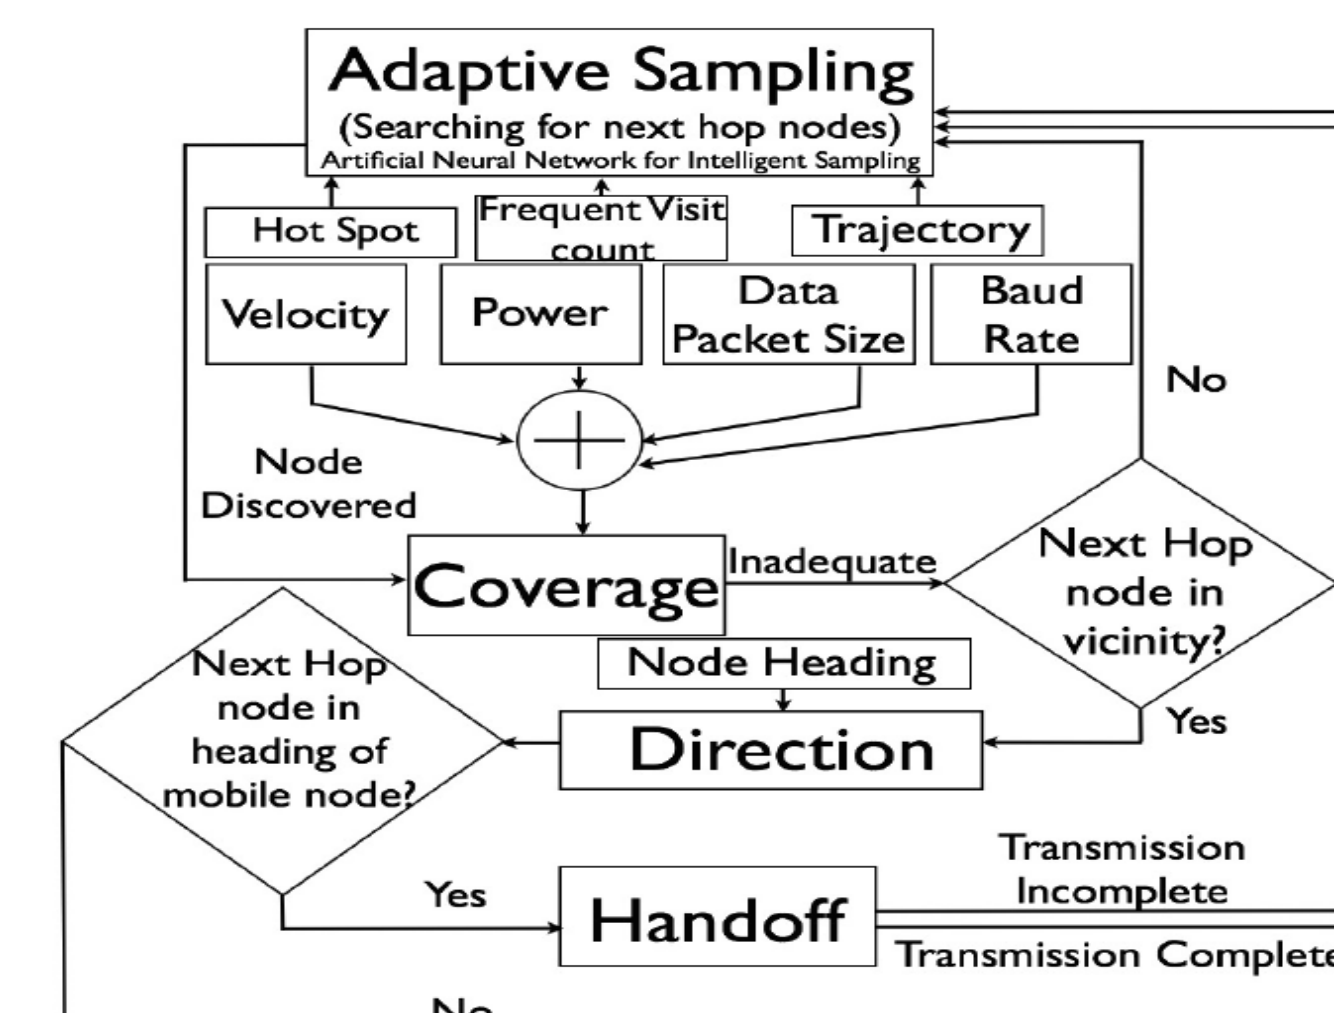 Adaptive Sampling
(Searching for next hop nodes)
Artificial Neural Network for Intelligent Sampling
Hot Spot
Frequent Visit
count
Trajectory
Velocity
Power
Data
Packet Size
Baud
Rate
No
Node
Discovered
Coverage
Inadequate
Next Hop
node in
vicinity?
Node Heading
Next Hop
node in
heading of
mobile node?
Direction
Yes
Transmission
Incomplete
Yes
Handoff
Transmission Complete
No